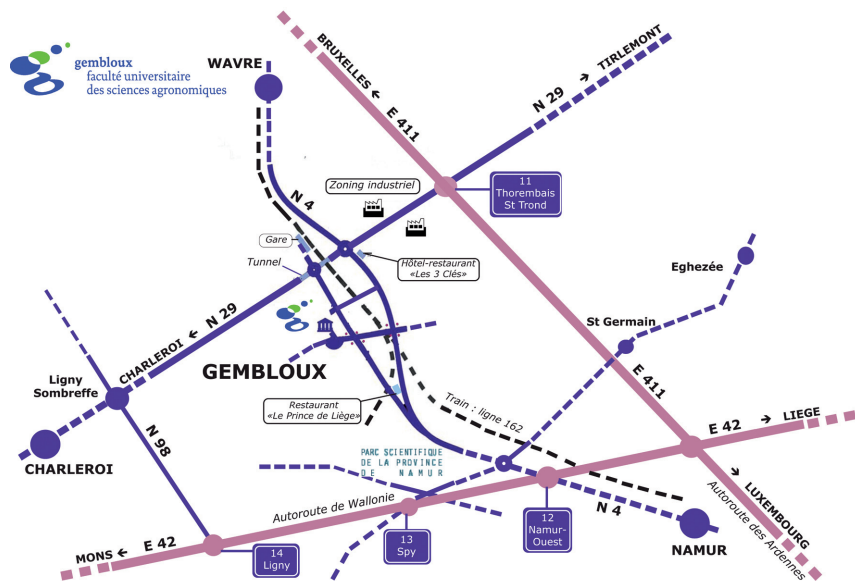 gembloux
faculté universitaire
des sciences agronomiques
WAVRE
BRUXELLES ←
E 411
N 29
→ TIRLEMONT
11
Thorembais
St Trond
Zoning industriel
N 4
Gare
Tunnel
Hôtel-restaurant
«Les 3 Clés»
Eghezée
St Germain
N 29
CHARLEROI ←
GEMBLOUX
Ligny
Sombreffe
E 411
Restaurant
«Le Prince de Liège»
Train : ligne 162
E 42
→ LIEGE
CHARLEROI
N 98
PARC SCIENTIFIQUE
DE LA PROVINCE
DE NAMUR
→ LUXEMBOURG
Autoroute des Ardennes
Autoroute de Wallonie
N 4
NAMUR
12
Namur-
Ouest
13
Spy
14
Ligny
MONS ←
E 42